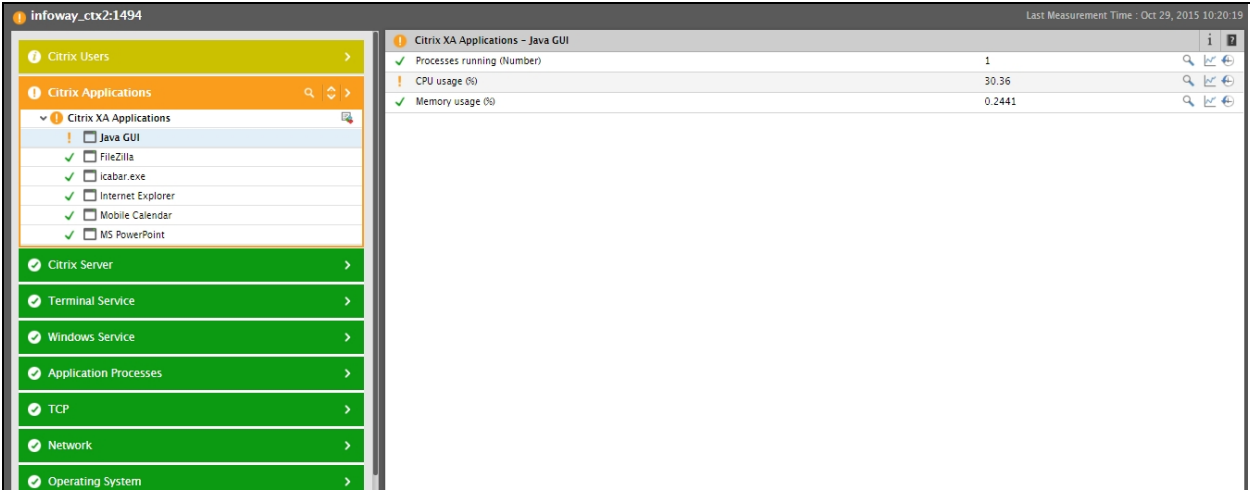 infoway_ctx2:1494
Last Measurement Time : Oct 29, 2015 10:20:19
Citrix Users
Citrix Applications
Citrix XA Applications
Java GUI
FileZilla
icabar.exe
Internet Explorer
Mobile Calendar
MS PowerPoint
Citrix Server
Terminal Service
Windows Service
Application Processes
TCP
Network
Operating System
Citrix XA Applications – Java GUI
Processes running (Number) 1
CPU usage (%) 30.36
Memory usage (%) 0.2441